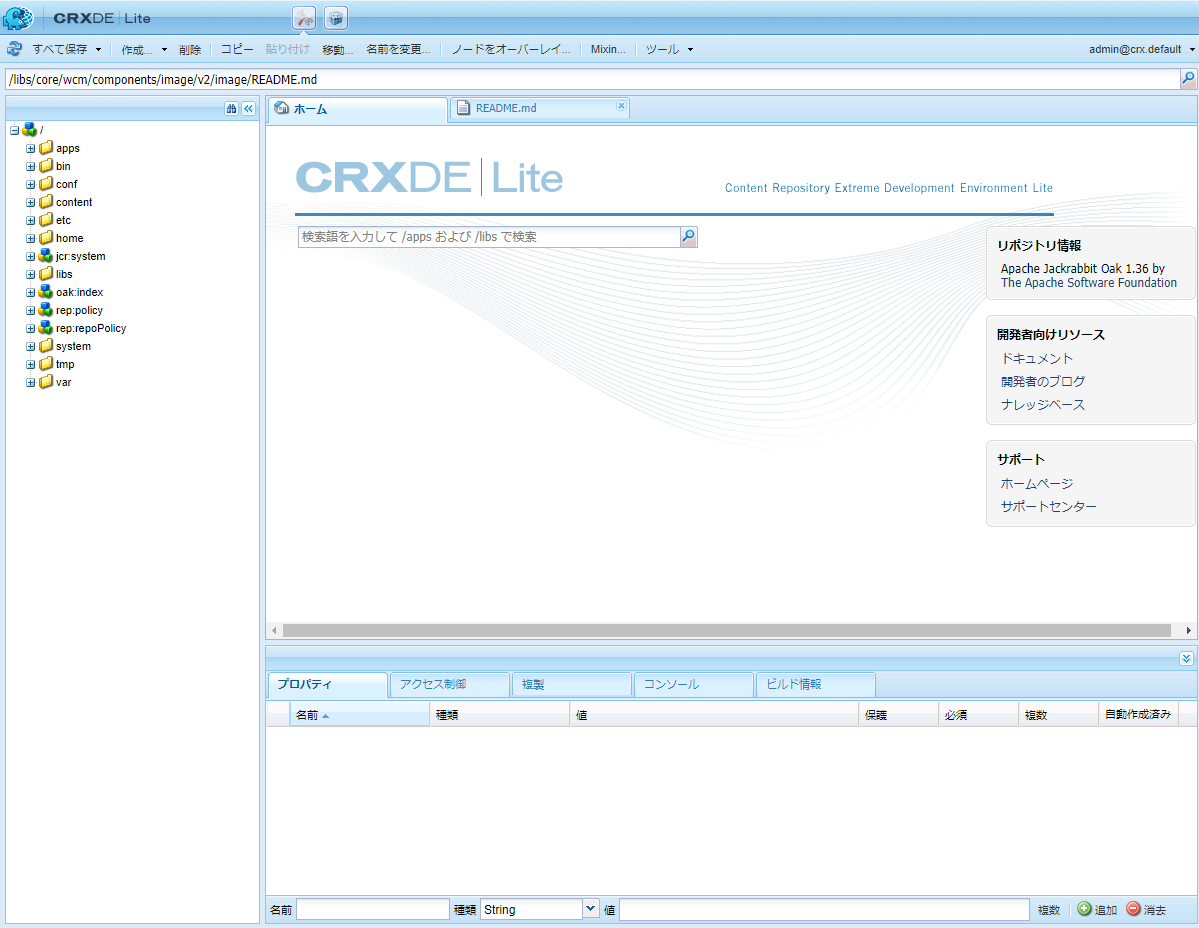 CRXDE | Lite
すべて保存 作成... 削除 コピー 貼り付け 移動... 名前を変更... ノードをオーバーレイ... Mixin... ツール admin@crx.default
/libs/core/wcm/components/image/v2/image/README.md
/
apps
bin
conf
content
etc
home
jcr:system
libs
oak:index
rep:policy
rep:repoPolicy
system
tmp
var
ホーム README.md
CRXDE | Lite
Content Repository Extreme Development Environment Lite
検索語を入力して /apps および /libs で検索
リポジトリ情報
Apache Jackrabbit Oak 1.36 by
The Apache Software Foundation
開発者向けリソース
ドキュメント
開発者のブログ
ナレッジベース
サポート
ホームページ
サポートセンター
プロパティ アクセス制御 複製 コンソール ビルド情報
名前 種類 値 保護 必須 複数 自動作成済み
名前 種類 String 値 複数 追加 消去